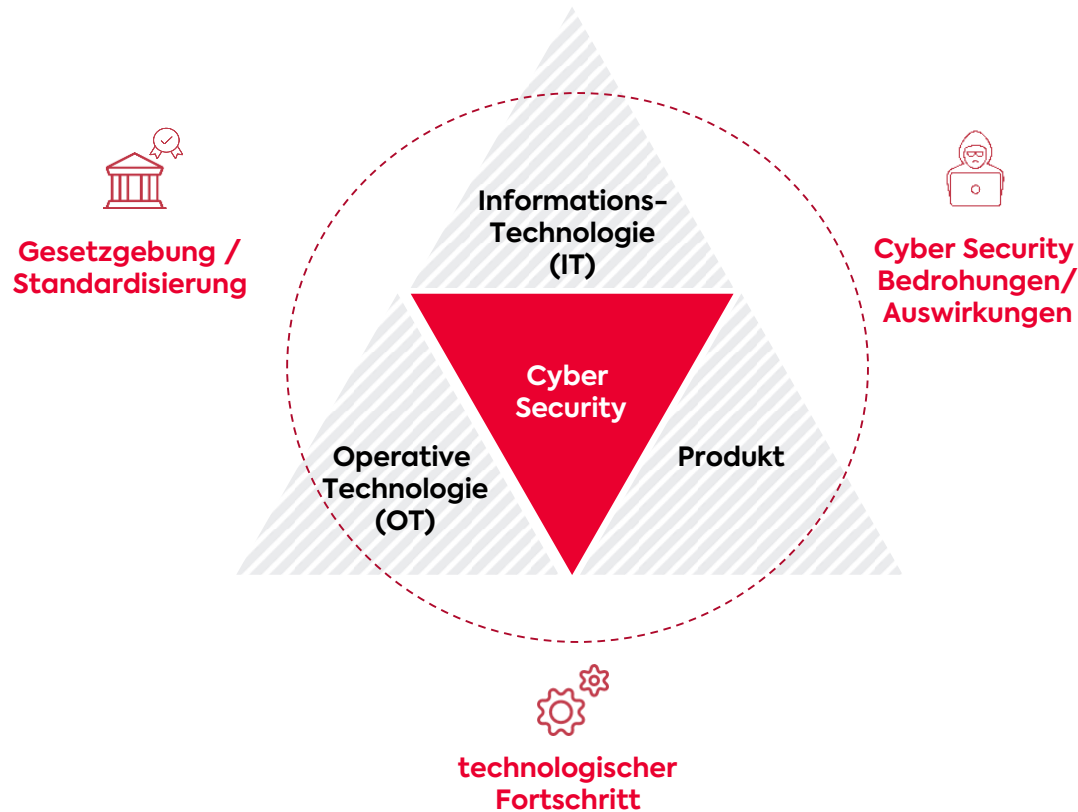 Informations-
Technologie
(IT)
Gesetzgebung /
Standardisierung
Cyber Security
Bedrohungen/
Auswirkungen
Cyber
Security
Operative
Technologie
(OT)
Produkt
technologischer
Fortschritt